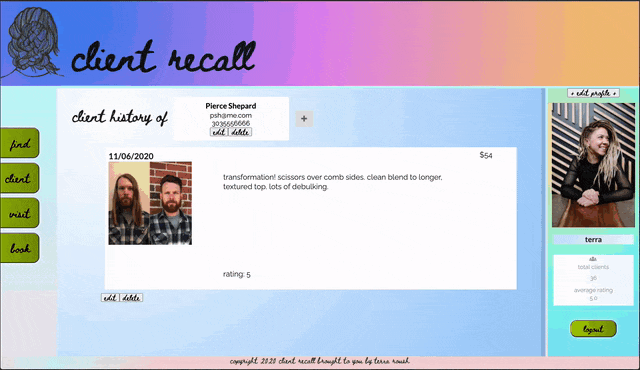 client recall
+ edit profile +
client history of
Pierce Shepard
psh@me.com
3035556666
edit delete
+
find
client
visit
book
11/06/2020
$54
transformation! scissors over comb sides. clean blend to longer,
textured top. lots of debulking.
rating: 5
edit delete
terra
total clients
36
average rating
logout
copyright 2020 client recall brought to you by terra roush